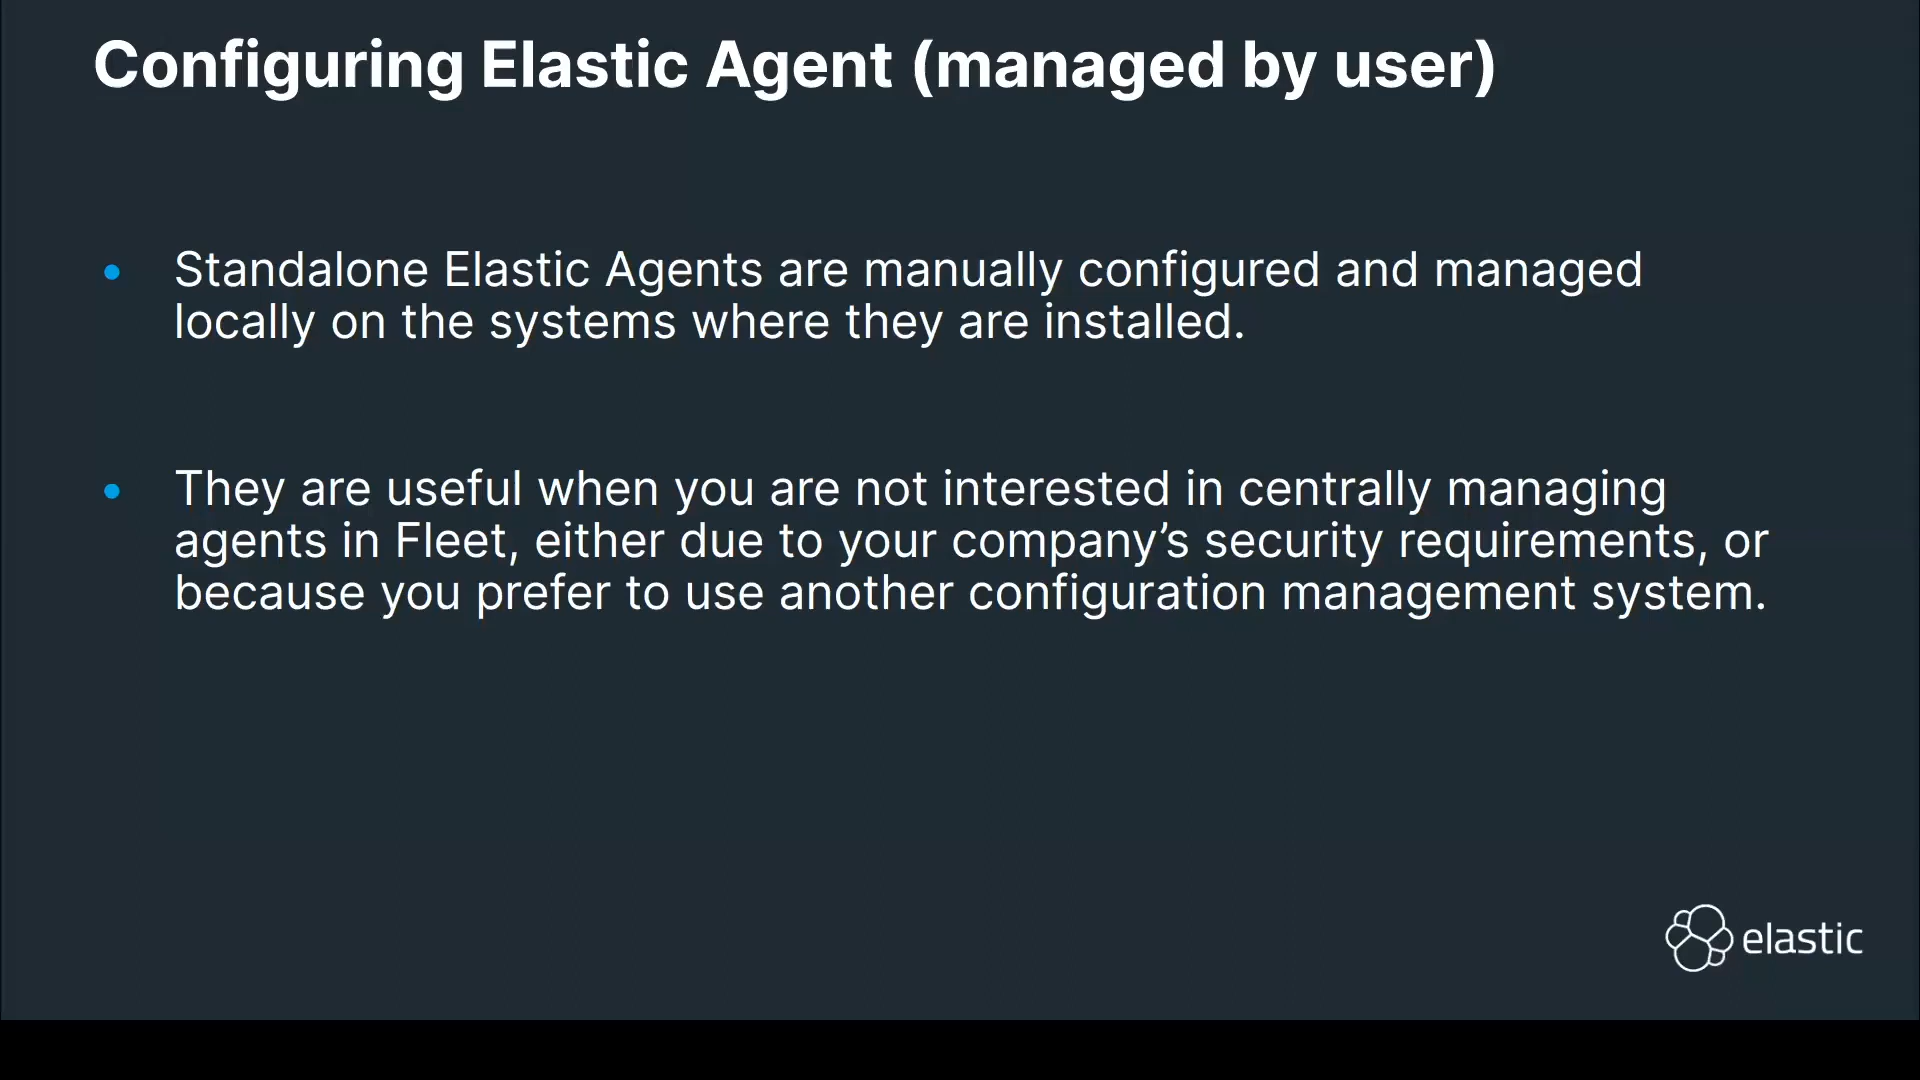 Configuring Elastic Agent (managed by user)
Standalone Elastic Agents are manually configured and managed
locally on the systems where they are installed.
They are useful when you are not interested in centrally managing
agents in Fleet, either due to your company’s security requirements, or
because you prefer to use another configuration management system.
elastic